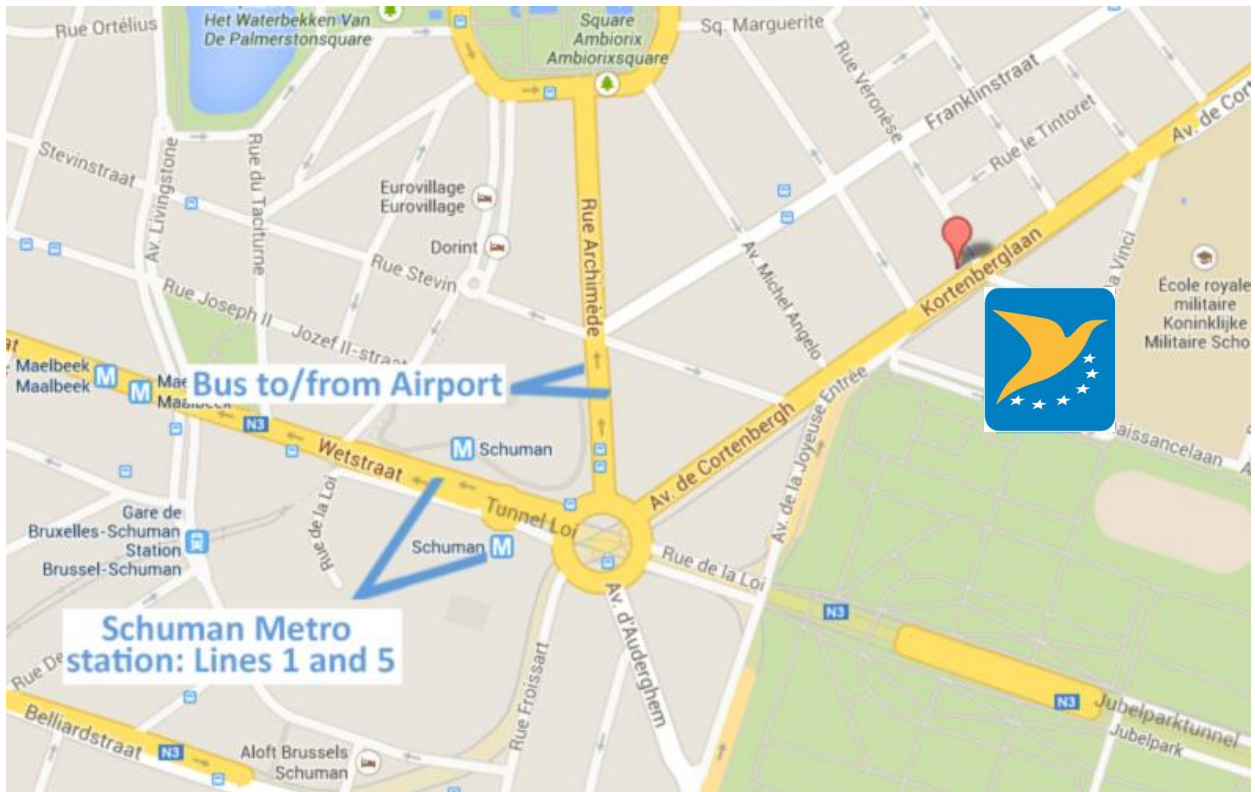 Rue Ortélius
Het Waterbekken Van
De Palmerstonsquare
Square
Ambiorix
Ambiorixsquare
Sq. Marguerite
Rue Véronèse
Franklinstraat
Rue le Tintoret
Av. de Cort
Stevinstraat
Av. Livingstone
Rue du Taciturne
Eurovillage
Eurovillage
Dorint
Rue Stevin
Rue Archimède
Av. Michel Angelo
Kortenberglaan
la Vinci
École royale
militaire
Koninklijke
Militaire Scho
Rue Joseph II
Jozef II-straat
Maelbeek
Maalbeek
M
M
Bus to/from Airport
N3
Wetstraat
M
Schuman
Av. de Cortenbergh
Av. de la Joyeuse Entrée
aissancelaan
Tunnel Loi
Rue de la Loi
Gare de
Bruxelles-Schuman
Station
Brussel-Schuman
Schuman
M
Rue de la Loi
N3
Schuman Metro
station: Lines 1 and 5
Rue De
Av. d'Auderghem
Rue Froissart
N3
Jubelparktunnel
Jubelpark
Belliardstraat
N3
Aloft Brussels
Schuman